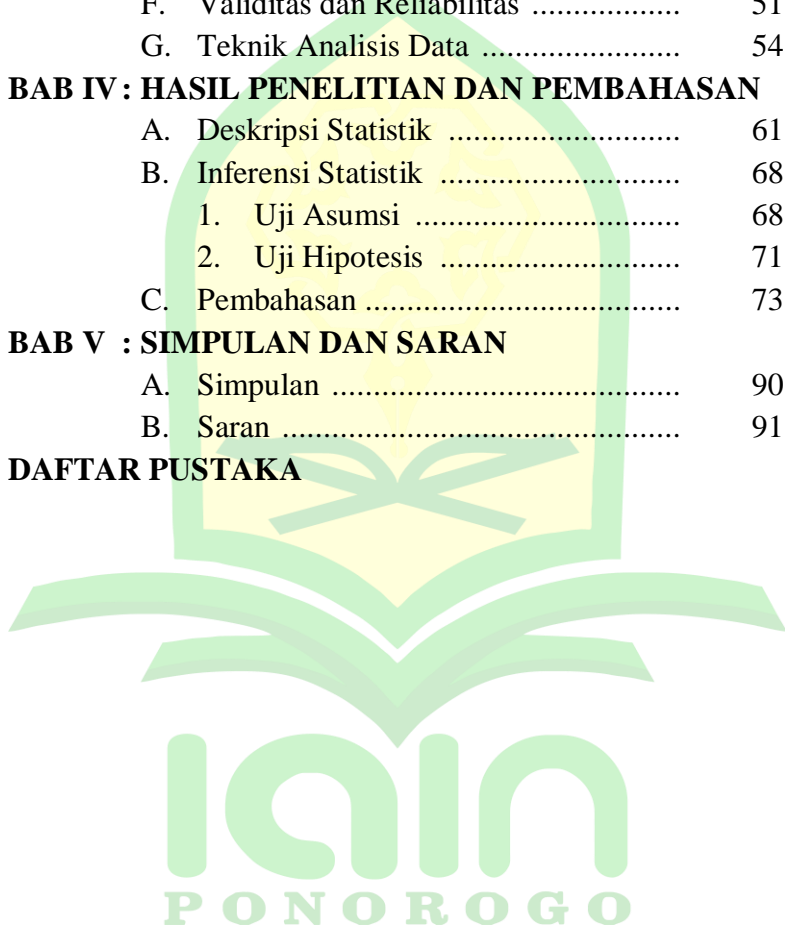 F. Validitas dan Reliabilitas .................. 51
G. Teknik Analisis Data ........................ 54
BAB IV : HASIL PENELITIAN DAN PEMBAHASAN
A. Deskripsi Statistik ............................ 61
B. Inferensi Statistik ............................. 68
1. Uji Asumsi ................................ 68
2. Uji Hipotesis ............................. 71
C. Pembahasan ...................................... 73
BAB V : SIMPULAN DAN SARAN
A. Simpulan .......................................... 90
B. Saran ................................................ 91
DAFTAR PUSTAKA
iain
PONOROGO